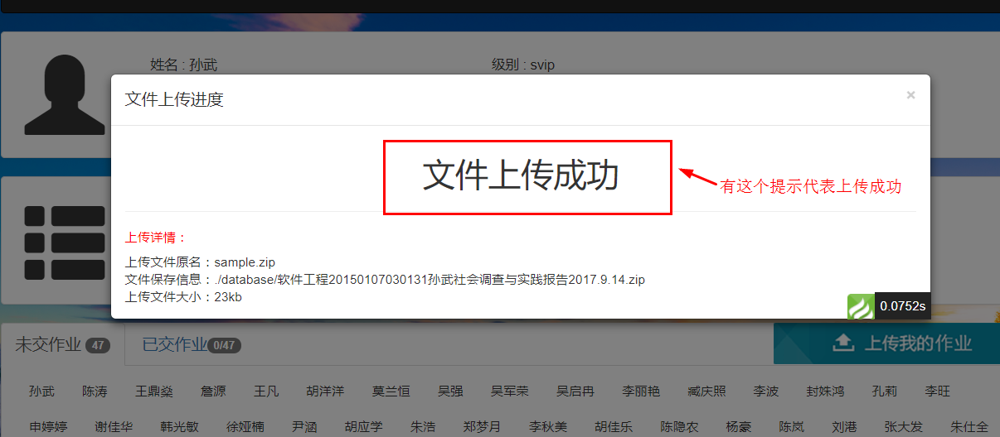 姓名 : 孙武 级别 : svip
文件上传进度 ×
文件上传成功
有这个提示代表上传成功
上传详情：
上传文件原名：sample.zip
文件保存信息：./database/软件工程20150107030131孙武社会调查与实践报告2017.9.14.zip
上传文件大小：23kb
0.0752s
未交作业 47 已交作业 0/47 上传我的作业
孙武 陈涛 王鼎燊 詹源 王凡 胡洋洋 莫兰恒 吴强 吴军荣 吴启冉 李丽艳 臧庆照 李波 封姝鸿 孔莉 李旺
申婷婷 谢佳华 韩光敏 徐娅楠 尹涵 胡应学 朱浩 郑梦月 李秋美 胡佳乐 陈隐农 杨豪 陈岚 刘港 张大发 朱仕全